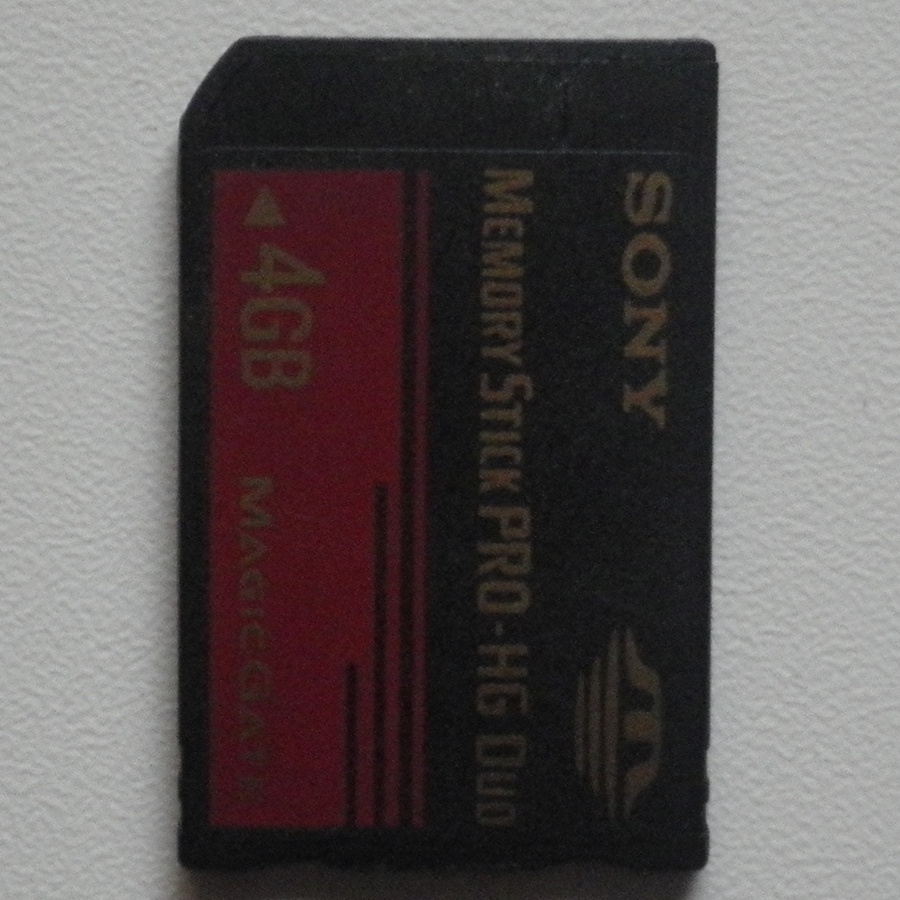 SONY
MEMORY STICK PRO-HG DUO
4GB MAGICGATE